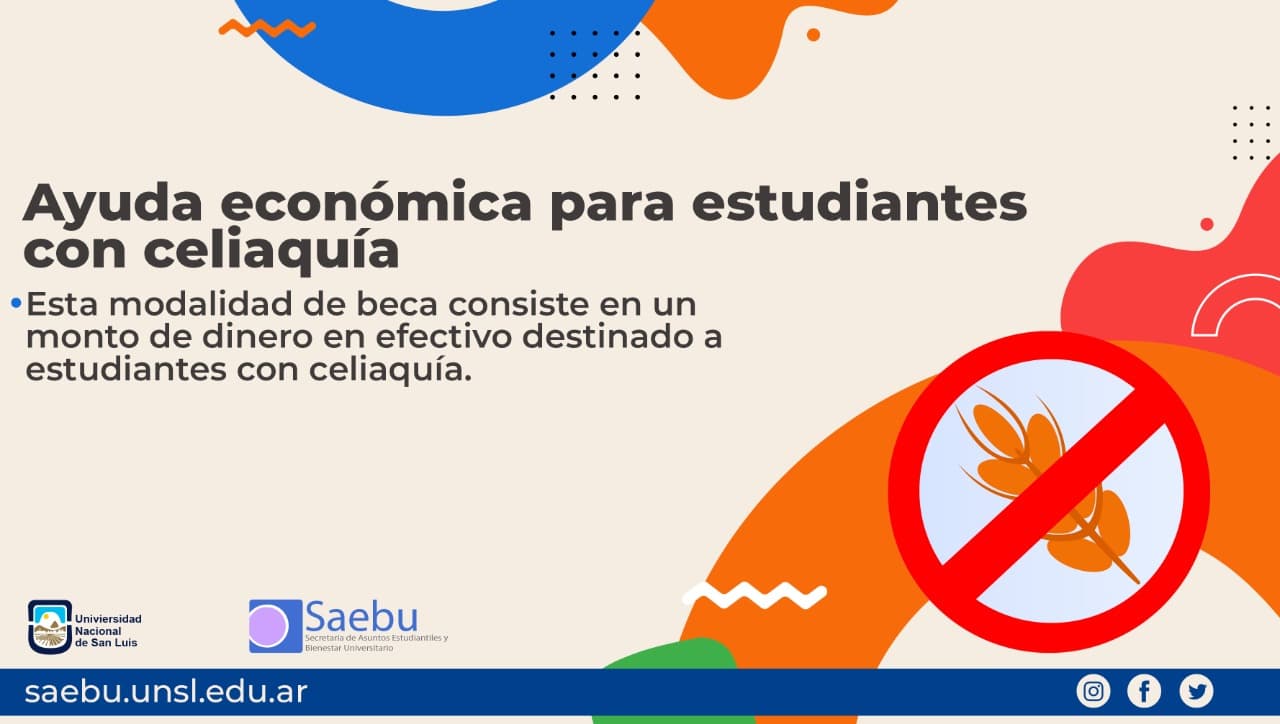 Ayuda económica para estudiantes
con celiaquía
•Esta modalidad de beca consiste en un
monto de dinero en efectivo destinado a
estudiantes con celiaquía.
Univiersidad
Nacional
de San Luis
Saebu
Secretaría de Asuntos Estudiantiles y
Bienestar Universitario
saebu.unsl.edu.ar